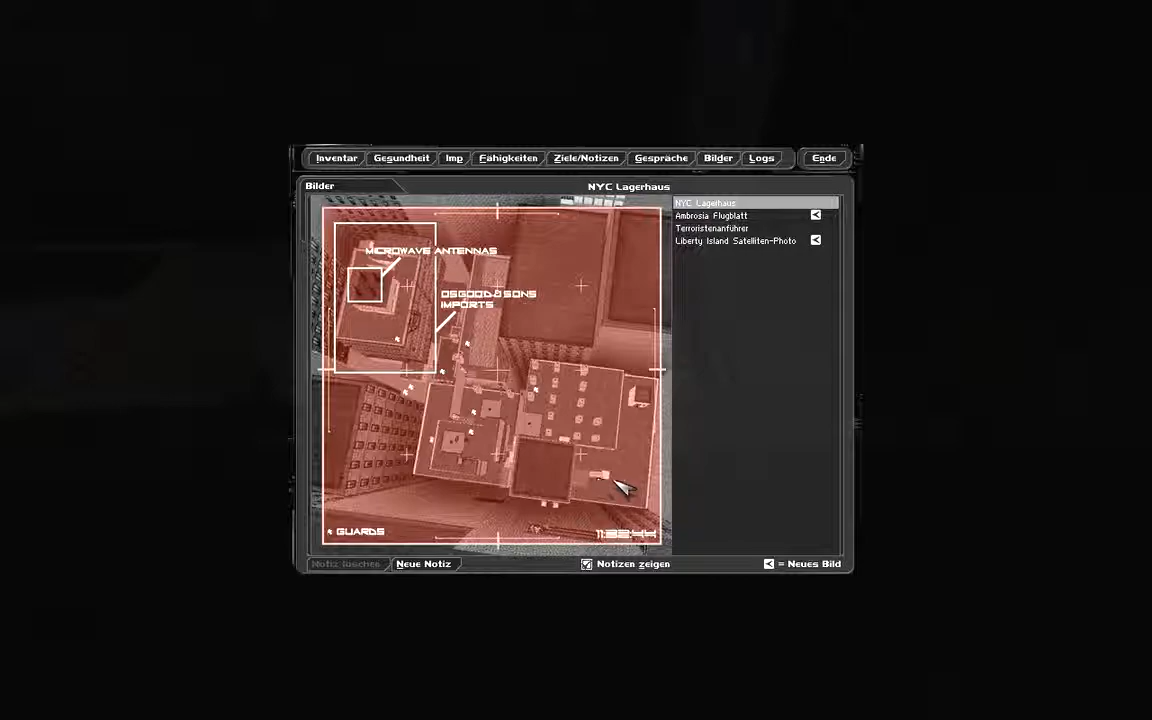 Inventar Gesundheit Imp Fähigkeiten Ziele/Notizen Gespräche Bilder Logs Ende
Bilder NYC Lagerhaus
NYC Lagerhaus
Ambrosia Flugblatt
Terroristenanführer
Liberty Island Satelliten-Photo
MICROWAVE ANTENNAS
OSGOOD & SONS
IMPORTS
GUARDS
Notiz löschen Neue Notiz Notizen zeigen = Neues Bild